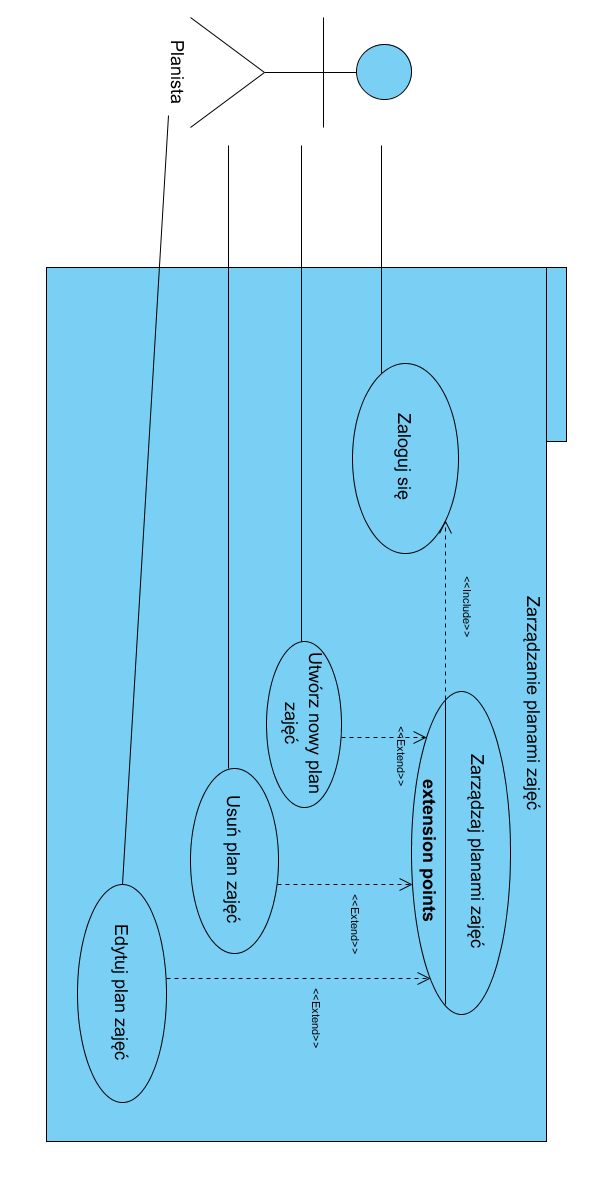 Zarządzanie planami zajęć
Planista
Zaloguj się
<<Include>>
Zarządzaj planami zajęć
extension points
<<Extend>>
Utwórz nowy plan
zajęć
<<Extend>>
Usuń plan zajęć
<<Extend>>
Edytuj plan zajęć